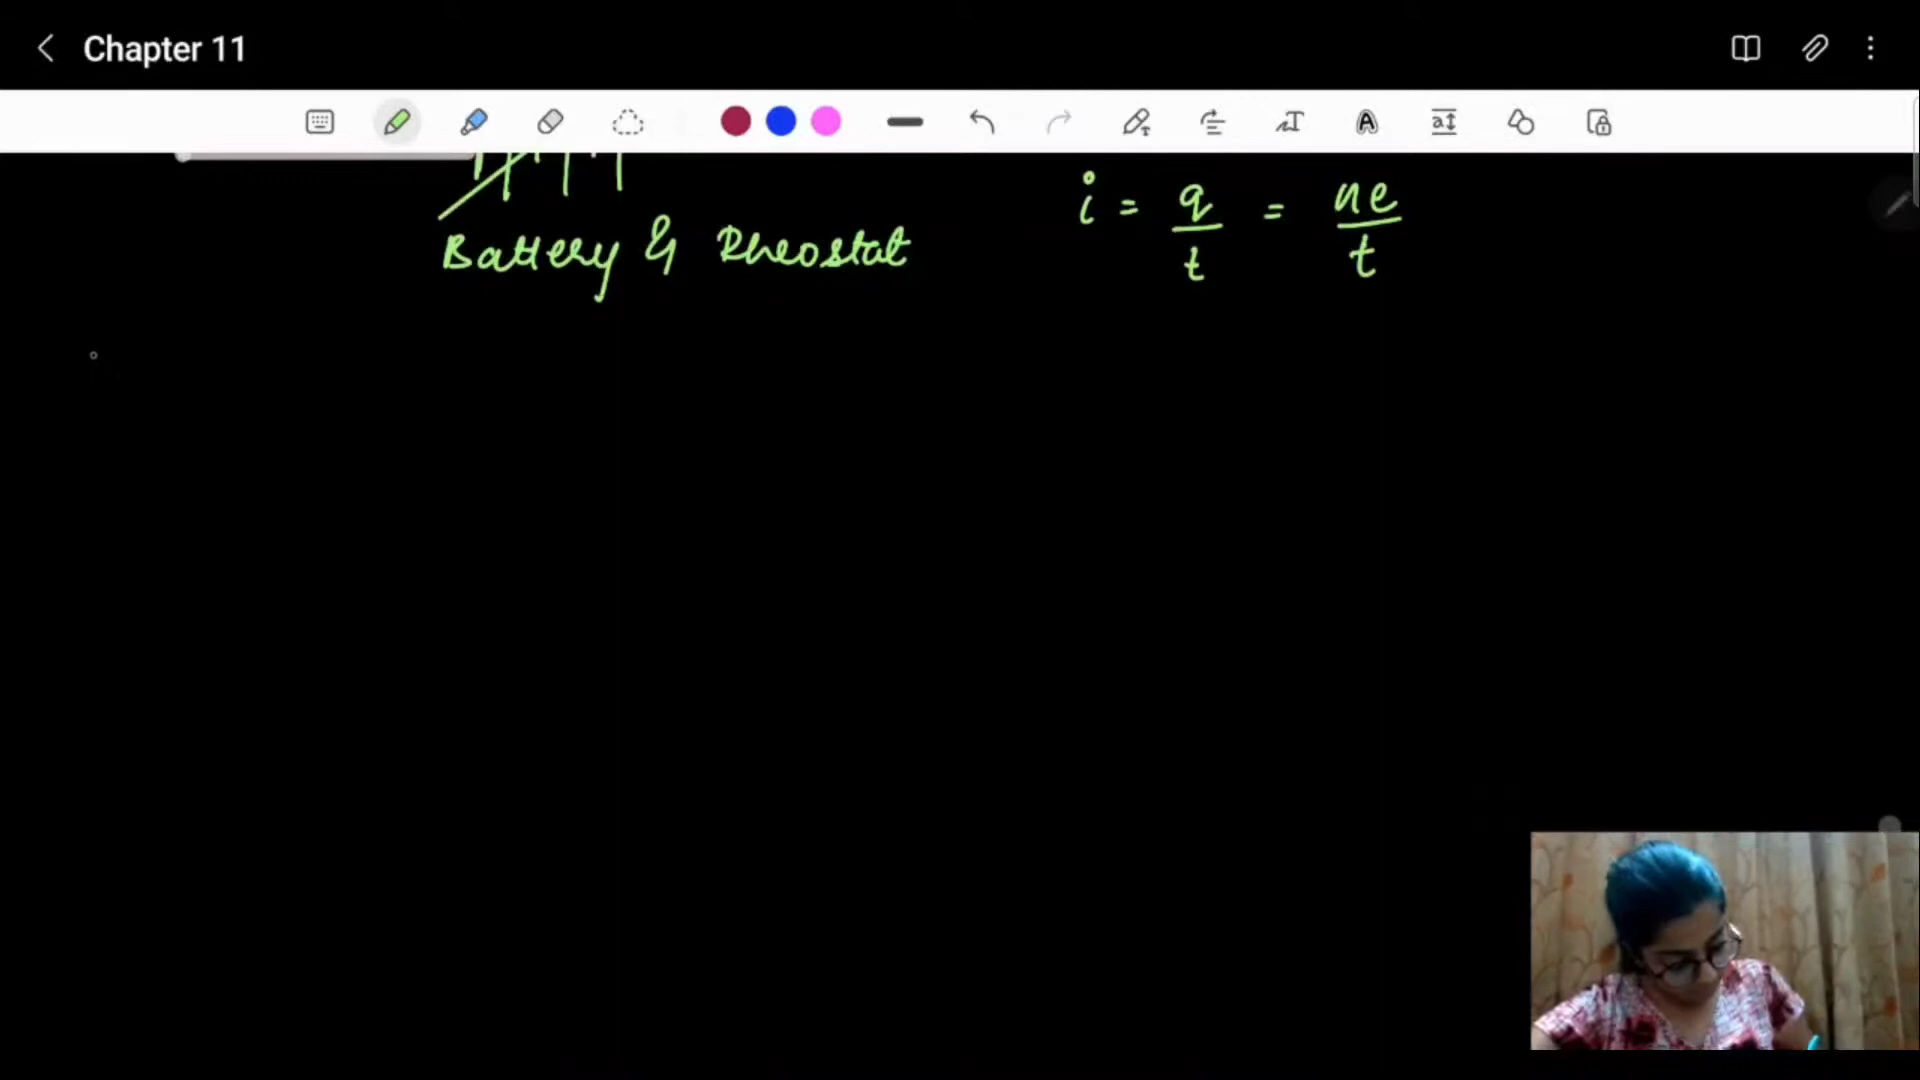 Chapter 11
i = q/t = ne/t
Battery & Rheostat